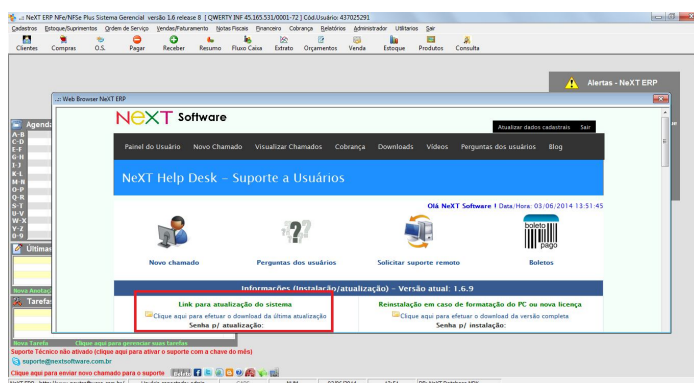 ..: NeXT ERP NFe/NFSe Plus Sistema Gerencial versão 1.6 release 8 [ QWERTY INF 45.165.531/0001-72 ] Cód.Usuário: 437025291
Cadastros Estoque/Suprimentos Ordem de Serviço Vendas/Faturamento Notas Fiscais Financeiro Cobrança Relatórios Administrador Utilitarios Sair
Clientes Compras O.S. Pagar Receber Resumo Fluxo Caixa Extrato Orçamentos Venda Estoque Produtos Consulta
Alertas - NeXT ERP
..: Web Browser NeXT ERP
NeXT Software
Atualizar dados cadastrais Sair
Painel do Usuário Novo Chamado Visualizar Chamados Cobrança Downloads Vídeos Perguntas dos usuários Blog
NeXT Help Desk – Suporte a Usuários
Olá NeXT Software ! Data/Hora: 03/06/2014 13:51:45
boleto
pago
Novo chamado Perguntas dos usuários Solicitar suporte remoto Boletos
Informações (Instalação/atualização) – Versão atual: 1.6.9
Link para atualização do sistema
Clique aqui para efetuar o download da última atualização
Senha p/ atualização:
Reinstalação em caso de formatação do PC ou nova licença
Clique aqui para efetuar o download da versão completa
Senha p/ instalação:
Agenda
A-B
C-D
E-F
G-H
I-J
K-L
M-N
O-P
Q-R
S-T
U-V
W-X
Y-Z
0-9
Últimas
Nova Anotaç
Tarefas
Nova Tarefa Clique aqui para gerenciar suas tarefas
Suporte Técnico não ativado (clique aqui para ativar o suporte com a chave do mês)
suporte@nextsoftware.com.br
Clique aqui para enviar novo chamado para o suporte Boleto